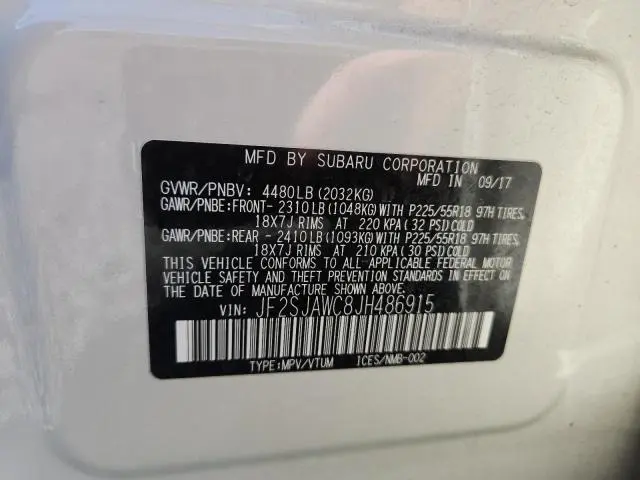 MFD BY SUBARU CORPORATION
MFD IN 09/17
GVWR/PNBV: 4480LB(2032KG)
GAWR/PNBE:FRONT-2310LB(1048KG)WITH P225/55R18 97H TIRES,
18X7J RIMS AT 220 KPA(32 PSI)COLD
GAWR/PNBE:REAR -2410LB(1093KG)WITH P225/55R18 97H TIRES,
18X7J RIMS AT 210 KPA(30 PSI)COLD
THIS VEHICLE CONFORMS TO ALL APPLICABLE FEDERAL MOTOR
VEHICLE SAFETY AND THEFT PREVENTION STANDARDS IN EFFECT ON
THE DATE OF MANUFACTURE SHOWN ABOVE.
VIN: JF2SJAWC8JH486915
TYPE:MPV/VTUM ICES/NMB-002